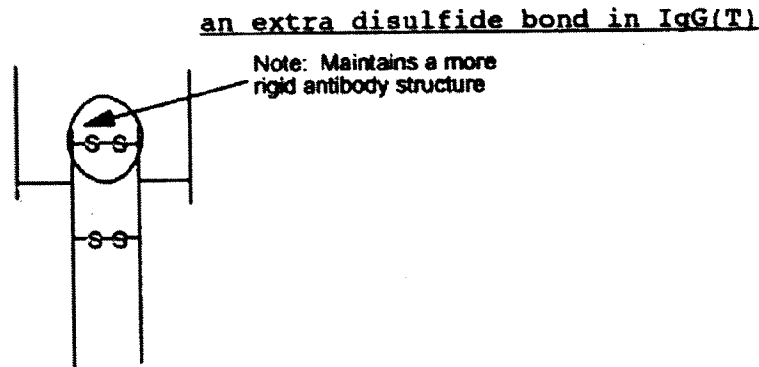 an extra disulfide bond in IgG(T)
Note: Maintains a more
rigid antibody structure
S S
S S